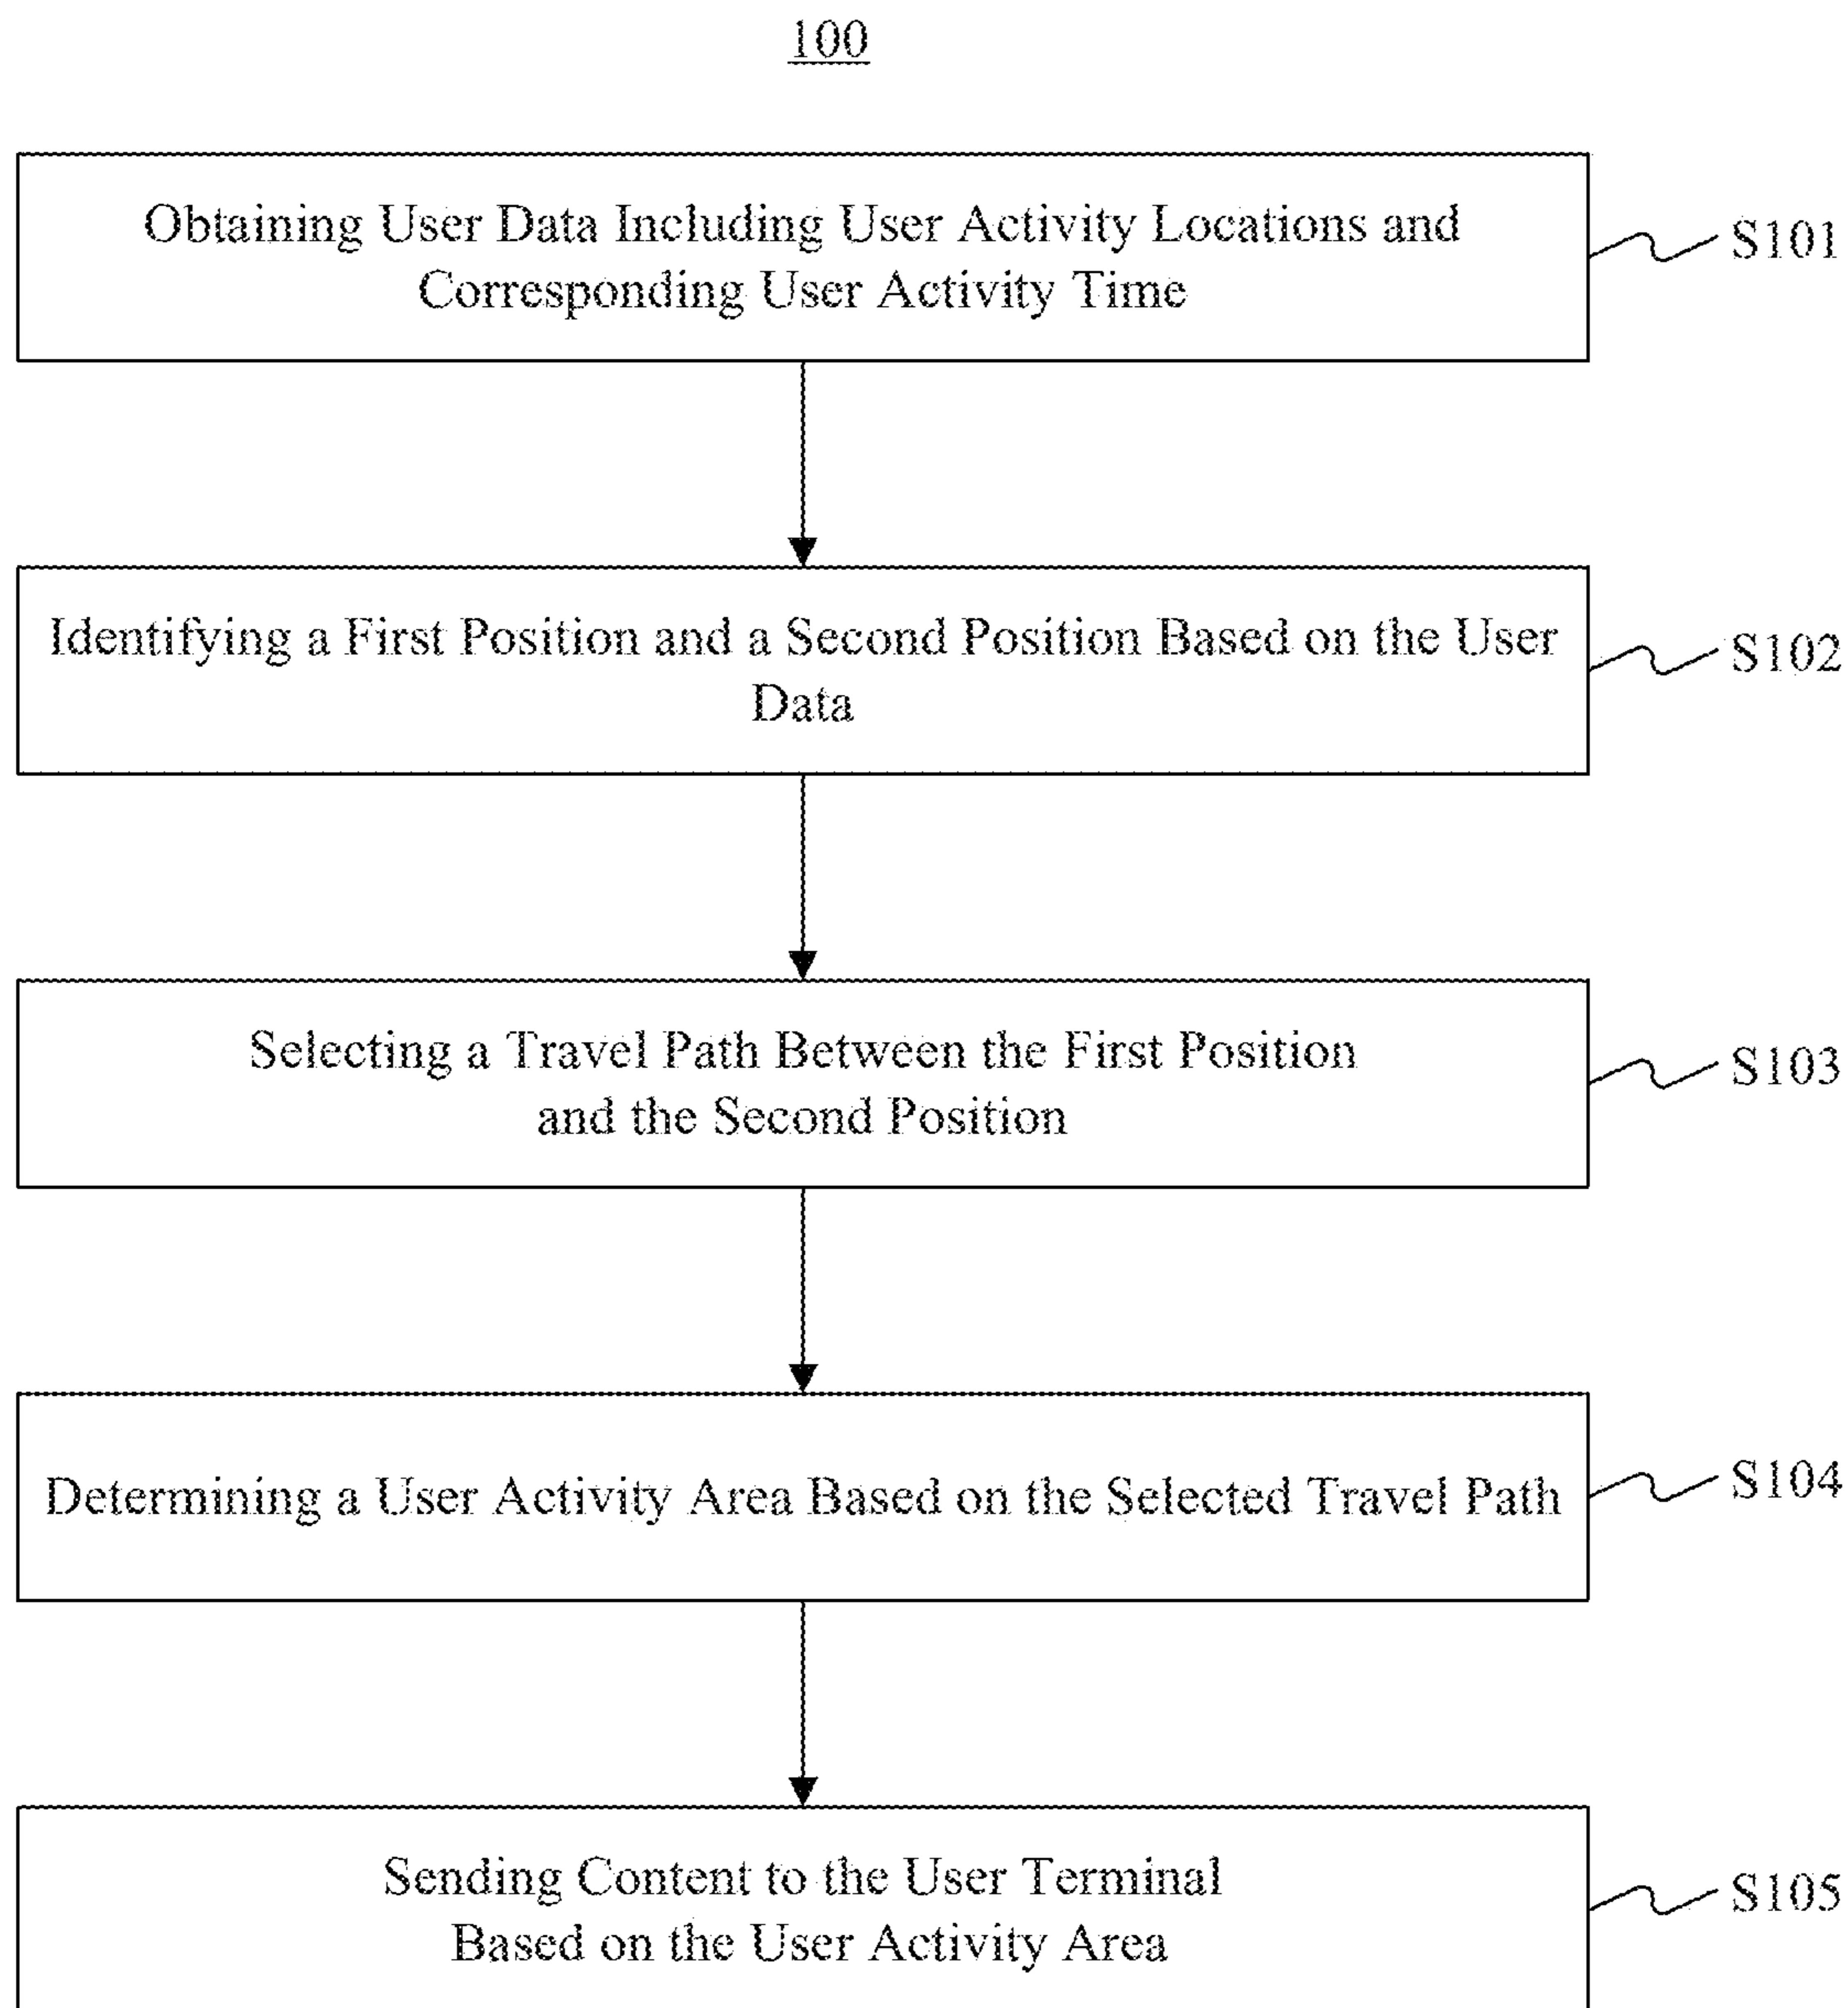 100
Obtaining User Data Including User Activity Locations and
Corresponding User Activity Time
S101
Identifying a First Position and a Second Position Based on the User
Data
S102
Selecting a Travel Path Between the First Position
and the Second Position
S103
Determining a User Activity Area Based on the Selected Travel Path
S104
Sending Content to the User Terminal
Based on the User Activity Area
S105